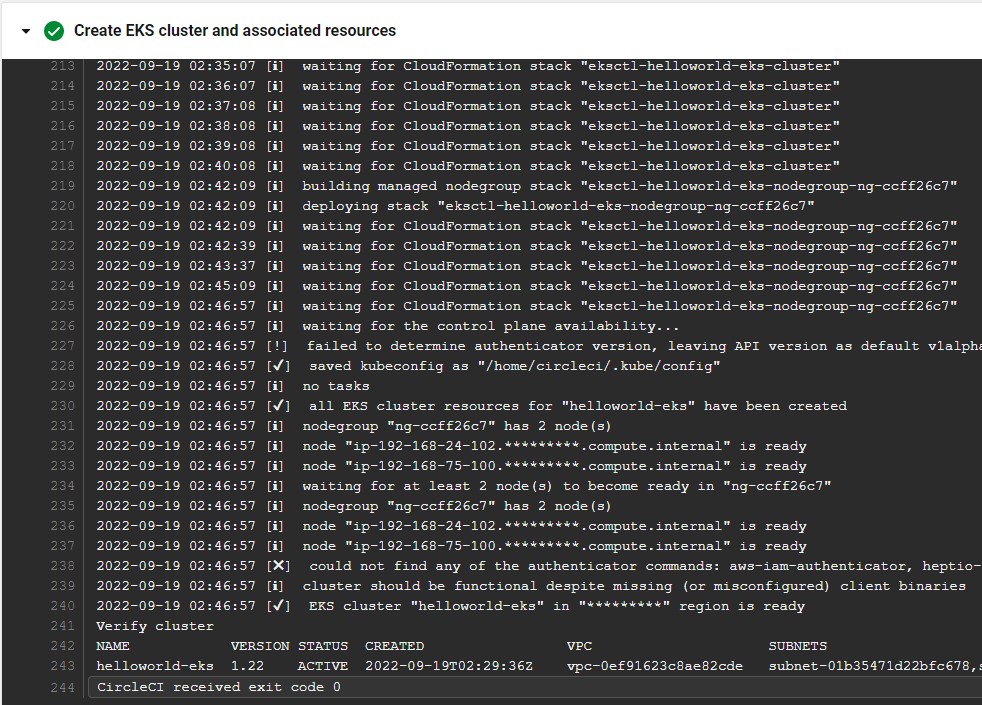 Create EKS cluster and associated resources
213 2022-09-19 02:35:07 [ℹ] waiting for CloudFormation stack "eksctl-helloworld-eks-cluster"
214 2022-09-19 02:36:07 [ℹ] waiting for CloudFormation stack "eksctl-helloworld-eks-cluster"
215 2022-09-19 02:37:08 [ℹ] waiting for CloudFormation stack "eksctl-helloworld-eks-cluster"
216 2022-09-19 02:38:08 [ℹ] waiting for CloudFormation stack "eksctl-helloworld-eks-cluster"
217 2022-09-19 02:39:08 [ℹ] waiting for CloudFormation stack "eksctl-helloworld-eks-cluster"
218 2022-09-19 02:40:08 [ℹ] waiting for CloudFormation stack "eksctl-helloworld-eks-cluster"
219 2022-09-19 02:42:09 [ℹ] building managed nodegroup stack "eksctl-helloworld-eks-nodegroup-ng-ccff26c7"
220 2022-09-19 02:42:09 [ℹ] deploying stack "eksctl-helloworld-eks-nodegroup-ng-ccff26c7"
221 2022-09-19 02:42:09 [ℹ] waiting for CloudFormation stack "eksctl-helloworld-eks-nodegroup-ng-ccff26c7"
222 2022-09-19 02:42:39 [ℹ] waiting for CloudFormation stack "eksctl-helloworld-eks-nodegroup-ng-ccff26c7"
223 2022-09-19 02:43:37 [ℹ] waiting for CloudFormation stack "eksctl-helloworld-eks-nodegroup-ng-ccff26c7"
224 2022-09-19 02:45:09 [ℹ] waiting for CloudFormation stack "eksctl-helloworld-eks-nodegroup-ng-ccff26c7"
225 2022-09-19 02:46:57 [ℹ] waiting for CloudFormation stack "eksctl-helloworld-eks-nodegroup-ng-ccff26c7"
226 2022-09-19 02:46:57 [ℹ] waiting for the control plane availability...
227 2022-09-19 02:46:57 [!] failed to determine authenticator version, leaving API version as default v1alpha
228 2022-09-19 02:46:57 [✔] saved kubeconfig as "/home/circleci/.kube/config"
229 2022-09-19 02:46:57 [ℹ] no tasks
230 2022-09-19 02:46:57 [✔] all EKS cluster resources for "helloworld-eks" have been created
231 2022-09-19 02:46:57 [ℹ] nodegroup "ng-ccff26c7" has 2 node(s)
232 2022-09-19 02:46:57 [ℹ] node "ip-192-168-24-102.*********.compute.internal" is ready
233 2022-09-19 02:46:57 [ℹ] node "ip-192-168-75-100.*********.compute.internal" is ready
234 2022-09-19 02:46:57 [ℹ] waiting for at least 2 node(s) to become ready in "ng-ccff26c7"
235 2022-09-19 02:46:57 [ℹ] nodegroup "ng-ccff26c7" has 2 node(s)
236 2022-09-19 02:46:57 [ℹ] node "ip-192-168-24-102.*********.compute.internal" is ready
237 2022-09-19 02:46:57 [ℹ] node "ip-192-168-75-100.*********.compute.internal" is ready
238 2022-09-19 02:46:57 [✖] could not find any of the authenticator commands: aws-iam-authenticator, heptio-
239 2022-09-19 02:46:57 [ℹ] cluster should be functional despite missing (or misconfigured) client binaries
240 2022-09-19 02:46:57 [✔] EKS cluster "helloworld-eks" in "*********" region is ready
241 Verify cluster
242 NAME VERSION STATUS CREATED VPC SUBNETS
243 helloworld-eks 1.22 ACTIVE 2022-09-19T02:29:36Z vpc-0ef91623c8ae82cde subnet-01b35471d22bfc678,s
244 CircleCI received exit code 0